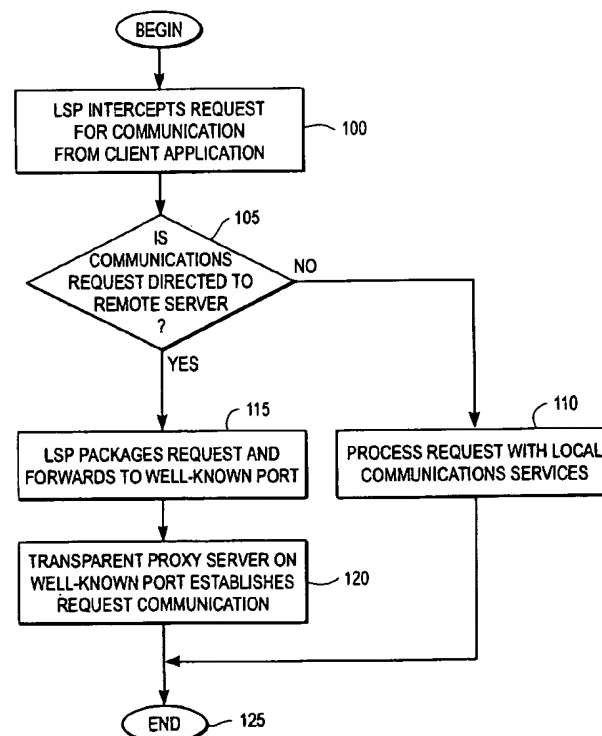 BEGIN
LSP INTERCEPTS REQUEST
FOR COMMUNICATION
FROM CLIENT APPLICATION
100
105
IS
COMMUNICATIONS
REQUEST DIRECTED TO
REMOTE SERVER
?
NO
YES
115
LSP PACKAGES REQUEST AND
FORWARDS TO WELL-KNOWN PORT
110
PROCESS REQUEST WITH LOCAL
COMMUNICATIONS SERVICES
TRANSPARENT PROXY SERVER ON
WELL-KNOWN PORT ESTABLISHES
REQUEST COMMUNICATION
120
END
125